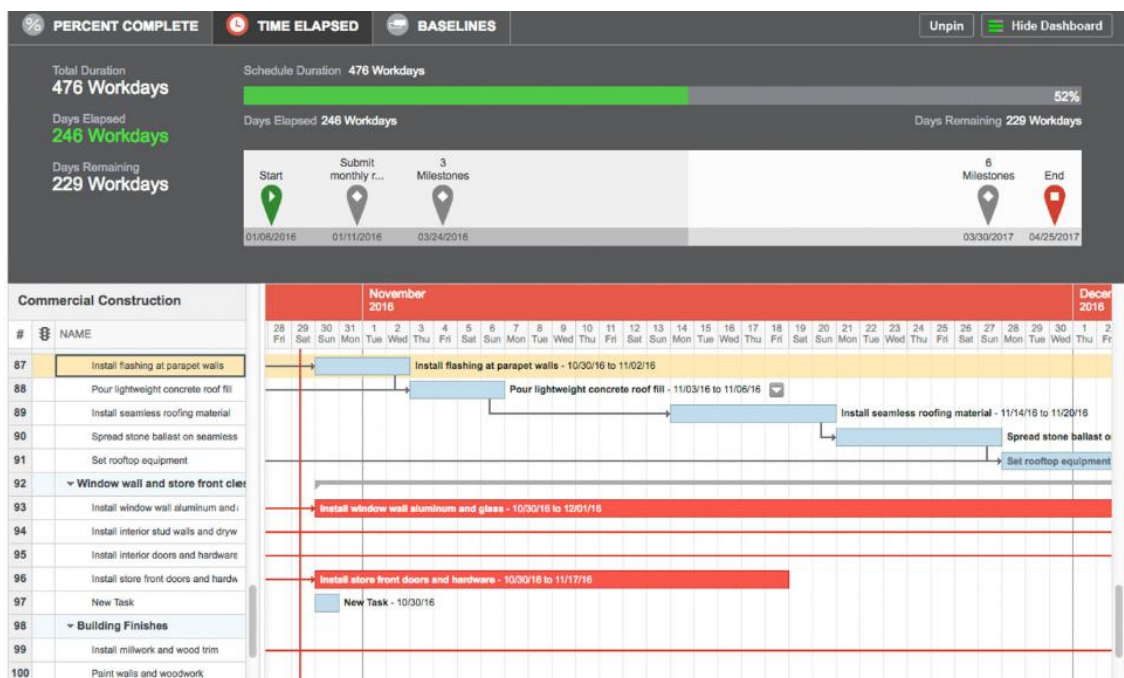 PERCENT COMPLETE TIME ELAPSED BASELINES Unpin Hide Dashboard
Total Duration
476 Workdays
Days Elapsed
246 Workdays
Days Remaining
229 Workdays
Schedule Duration 476 Workdays
52%
Days Elapsed 246 Workdays Days Remaining 229 Workdays
Start
Submit
monthly r...
3
Milestones
6
Milestones
End
01/06/2016 01/11/2016 03/24/2016 03/30/2017 04/25/2017
Commercial Construction
November
2016
Decer
2016
# NAME
28 29 30 31 1 2 3 4 5 6 7 8 9 10 11 12 13 14 15 16 17 18 19 20 21 22 23 24 25 26 27 28 29 30 1 2
Fri Sat Sun Mon Tue Wed Thu Fri Sat Sun Mon Tue Wed Thu Fri Sat Sun Mon Tue Wed Thu Fri Sat Sun Mon Tue Wed Thu Fri Sat Sun Mon Tue Wed Thu Fr
87 Install flashing at parapet walls Install flashing at parapet walls - 10/30/16 to 11/02/16
88 Pour lightweight concrete roof fill Pour lightweight concrete roof fill - 11/03/16 to 11/06/16
89 Install seamless roofing material Install seamless roofing material - 11/14/16 to 11/20/16
90 Spread stone ballast on seamless Spread stone ballast o
91 Set rooftop equipment Set rooftop equipment
92 Window wall and store front clos
93 Install window wall aluminum and Install window wall aluminum and glass - 10/30/16 to 12/01/16
94 Install interior stud walls and dryw
95 Install interior doors and hardware
96 Install store front doors and hardw Install store front doors and hardware - 10/30/16 to 11/17/16
97 New Task New Task - 10/30/16
98 Building Finishes
99 Install millwork and wood trim
100 Paint walls and woodwork